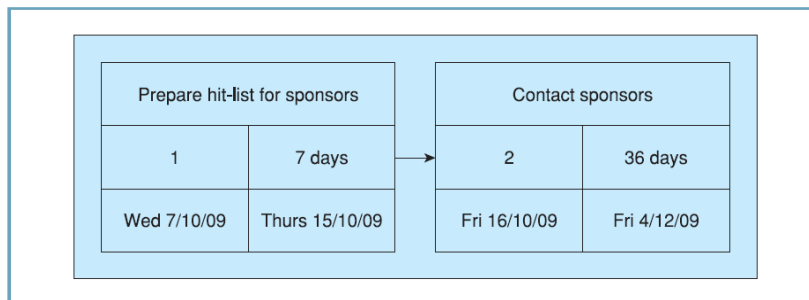 Prepare hit-list for sponsors
1
7 days
Wed 7/10/09
Thurs 15/10/09
Contact sponsors
2
36 days
Fri 16/10/09
Fri 4/12/09